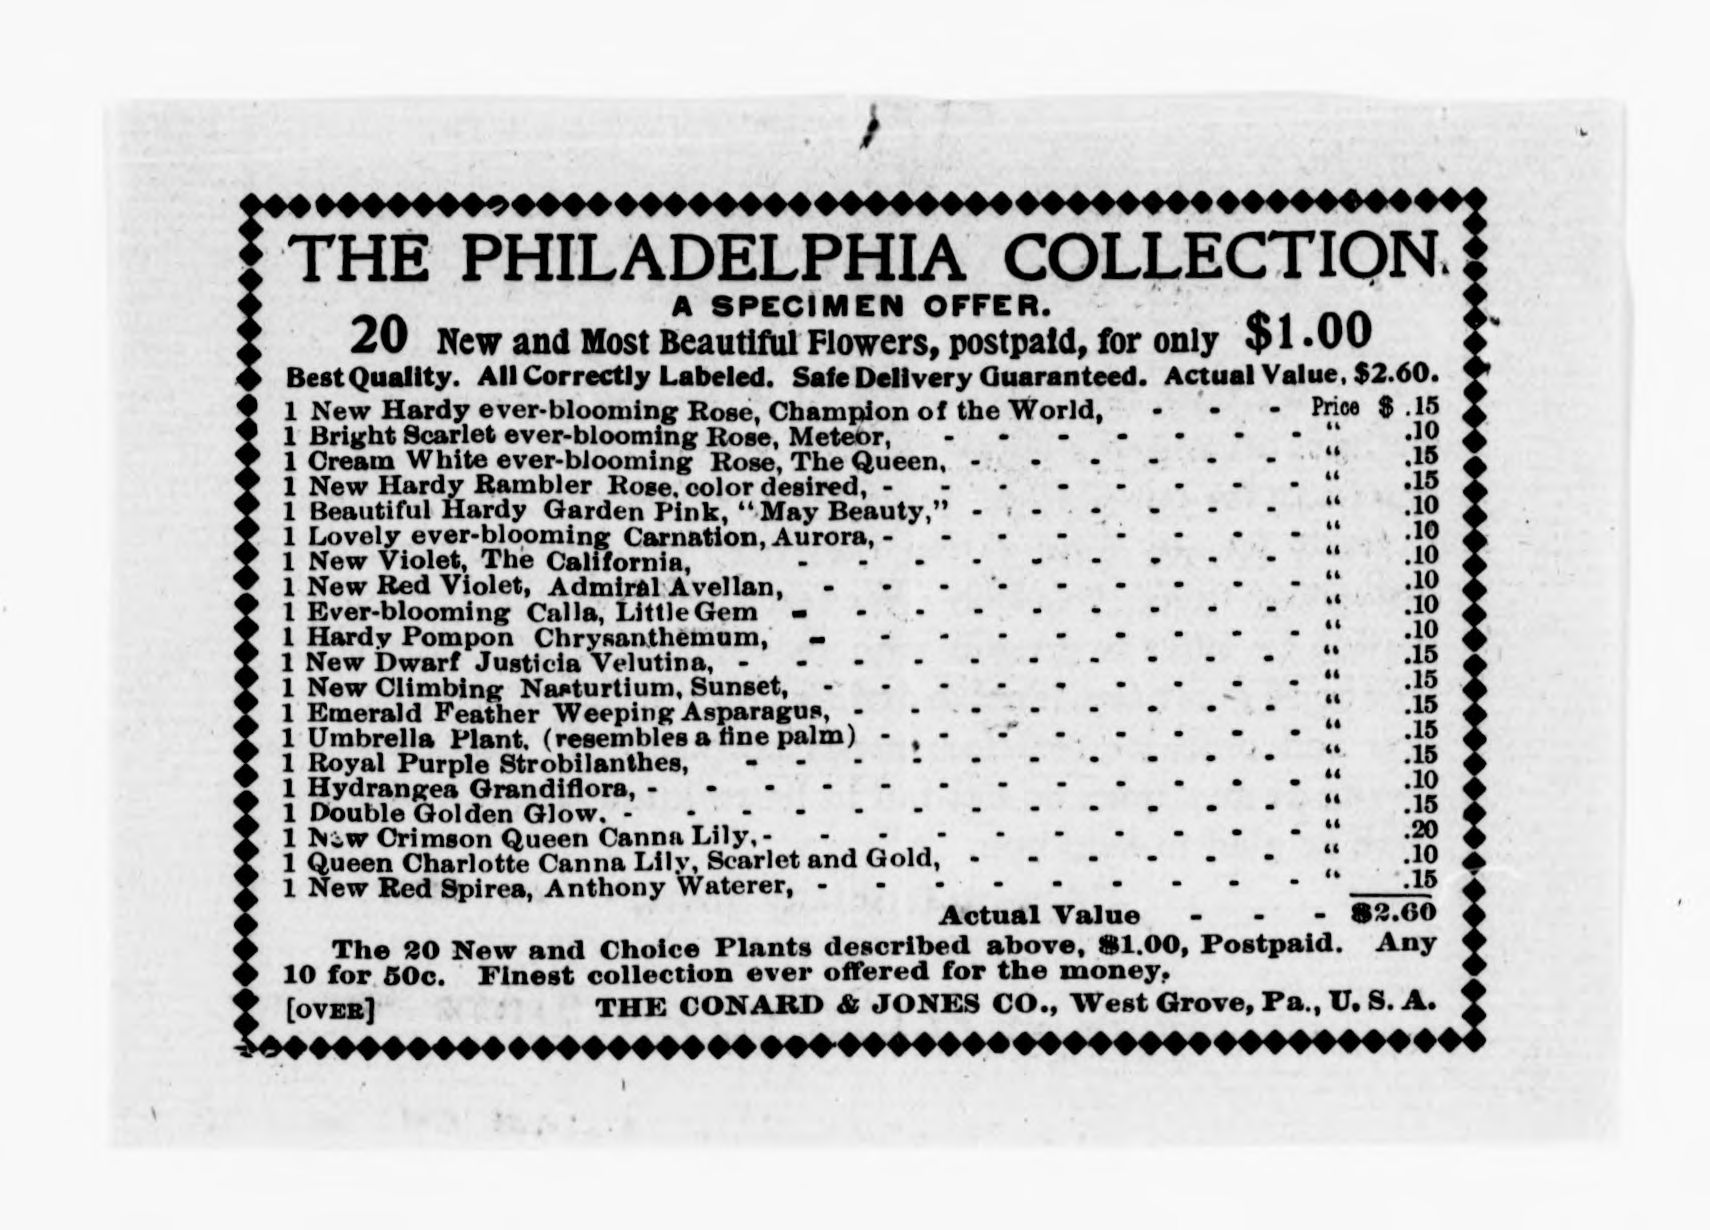 THE PHILADELPHIA COLLECTION.
A SPECIMEN OFFER.
20 New and Most Beautiful Flowers, postpaid, for only $1.00
Best Quality. All Correctly Labeled. Safe Delivery Guaranteed. Actual Value, $2.60.
1 New Hardy ever-blooming Rose, Champion of the World, - - - Price $ .15
1 Bright Scarlet ever-blooming Rose, Meteor, - - - - - - - “ .10
1 Cream White ever-blooming Rose, The Queen, - - - - - - “ .15
1 New Hardy Rambler Rose, color desired, - - - - - - - - “ .15
1 Beautiful Hardy Garden Pink, “May Beauty,” - - - - - - “ .10
1 Lovely ever-blooming Carnation, Aurora, - - - - - - - - “ .10
1 New Violet, The California, - - - - - - - - - “ .10
1 New Red Violet, Admiral Avellan, - - - - - - - - - “ .10
1 Ever-blooming Calla, Little Gem - - - - - - - - - “ .10
1 Hardy Pompon Chrysanthemum, - - - - - - - - - “ .10
1 New Dwarf Justicia Velutina, - - - - - - - - - - “ .15
1 New Climbing Nasturtium, Sunset, - - - - - - - - - “ .15
1 Emerald Feather Weeping Asparagus, - - - - - - - - “ .15
1 Umbrella Plant, (resembles a fine palm) - - - - - - - - “ .15
1 Royal Purple Strobilanthes, - - - - - - - - - - “ .15
1 Hydrangea Grandiflora, - - - - - - - - - - - - “ .10
1 Double Golden Glow, - - - - - - - - - - - - “ .15
1 New Crimson Queen Canna Lily, - - - - - - - - - - “ .20
1 Queen Charlotte Canna Lily, Scarlet and Gold, - - - - - - “ .10
1 New Red Spirea, Anthony Waterer, - - - - - - - - - “ .15
Actual Value - - - $2.60
The 20 New and Choice Plants described above, $1.00, Postpaid. Any
10 for 50c. Finest collection ever offered for the money.
[OVER] THE CONARD & JONES CO., West Grove, Pa., U. S. A.